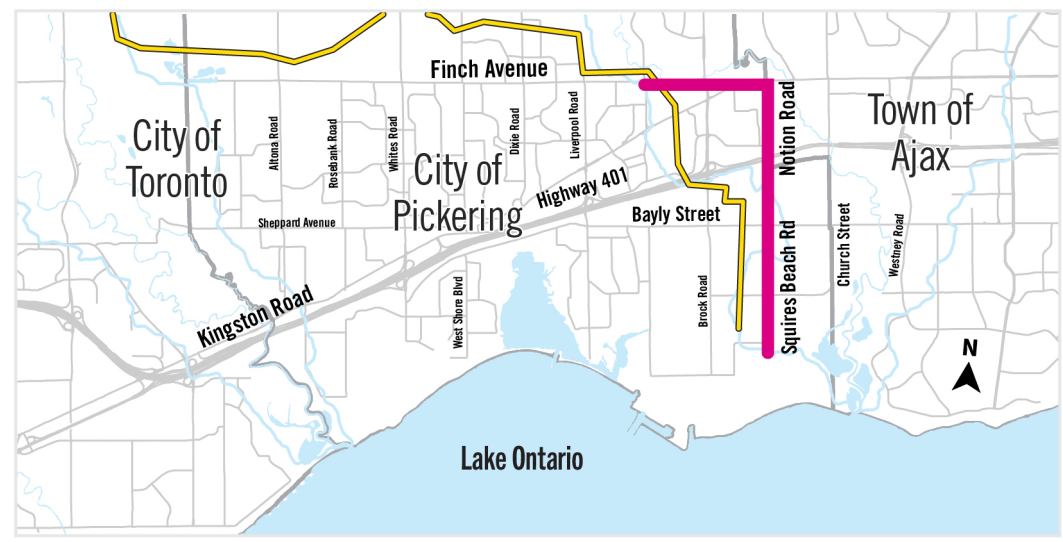 Finch Avenue
City of
Toronto
Altona Road
Rosebank Road
Whites Road
City of
Pickering
Dixie Road
Liverpool Road
Notion Road
Town of
Ajax
Highway 401
Sheppard Avenue
Bayly Street
Squires Beach Rd
Church Street
Westney Road
Kingston Road
West Shore Blvd
Brock Road
N
Lake Ontario